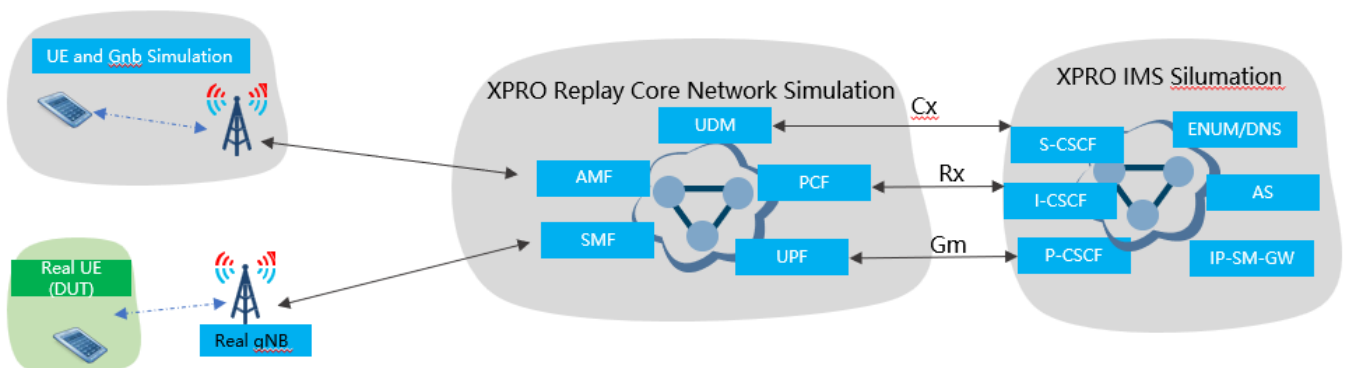 UE and Gnb Simulation
XPRO Replay Core Network Simulation
XPRO IMS Silumation
UDM
Cx
ENUM/DNS
S-CSCF
AMF
PCF
Rx
AS
I-CSCF
SMF
UPF
Gm
P-CSCF
IP-SM-GW
Real UE
(DUT)
Real gNB